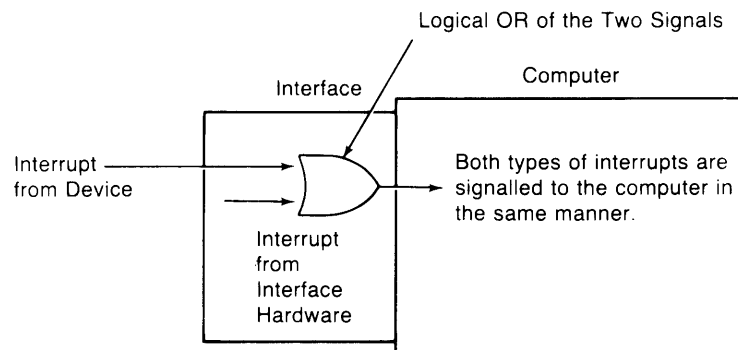 Logical OR of the Two Signals
Interface
Computer
Interrupt
from Device
Both types of interrupts are
signalled to the computer in
the same manner.
Interrupt
from
Interface
Hardware